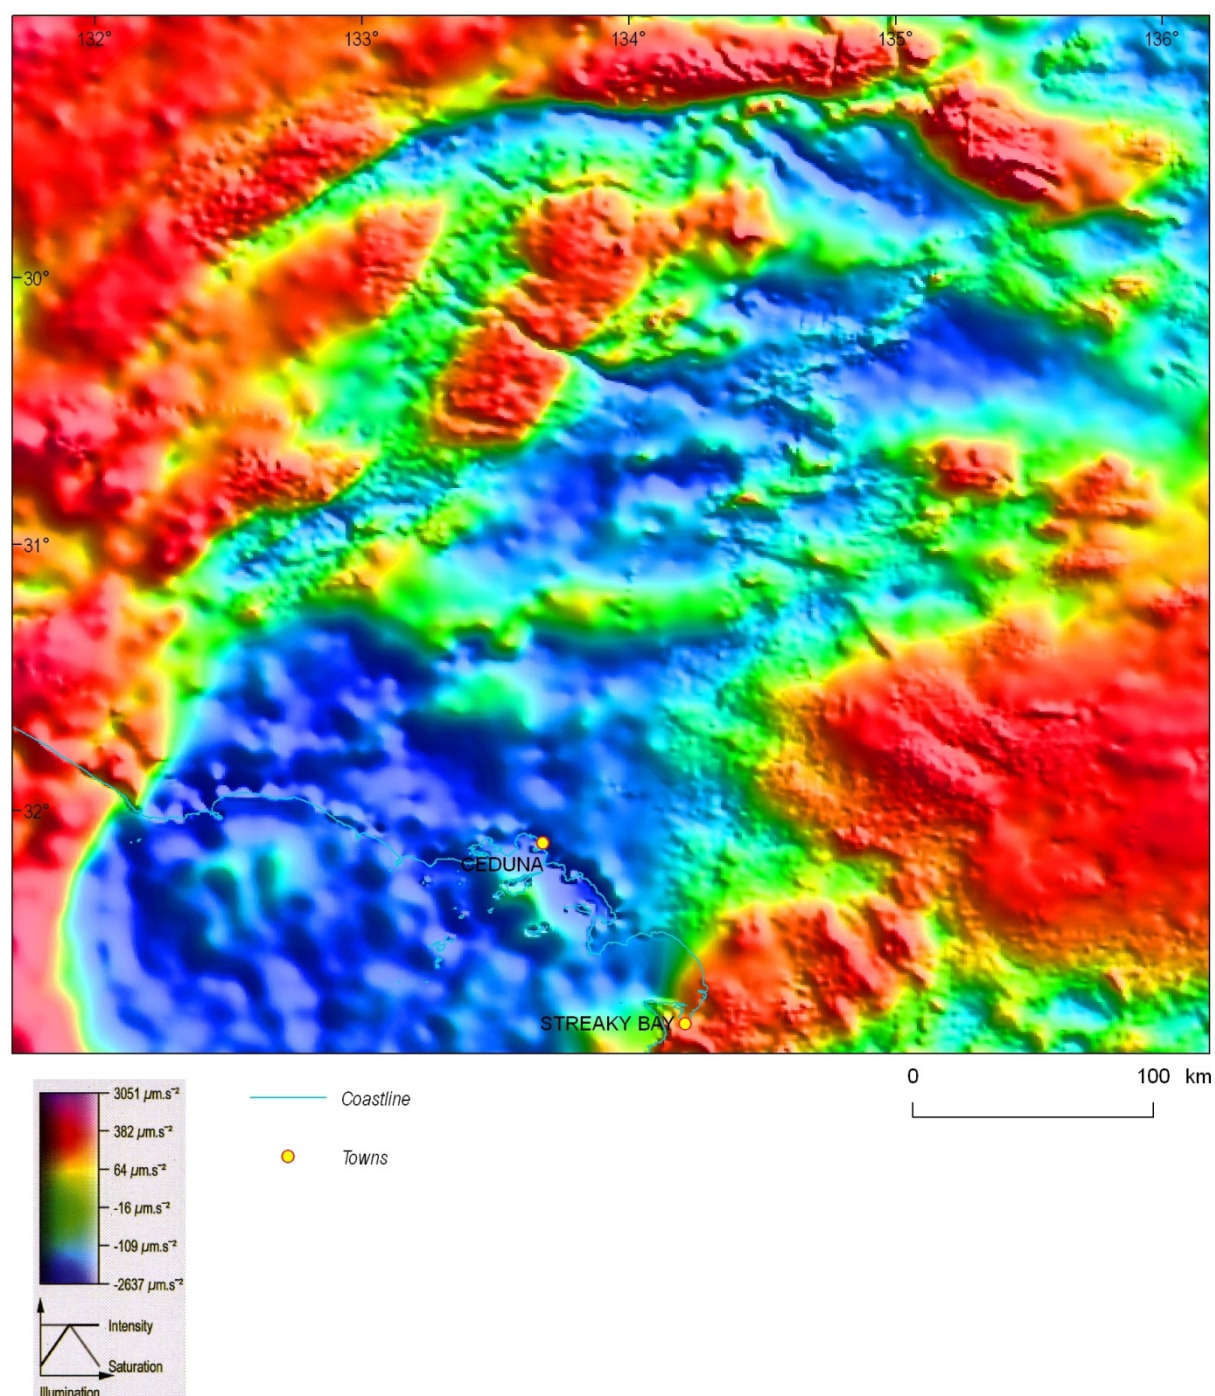 132° 133° 134° 135° 136°
30°
31°
32°
CEDUNA
STREAKY BAY
0 100 km
3051 µm.s⁻²
382 µm.s⁻²
64 µm.s⁻²
-16 µm.s⁻²
-109 µm.s⁻²
-2637 µm.s⁻²
Coastline
Towns
Intensity
Saturation
Illumination